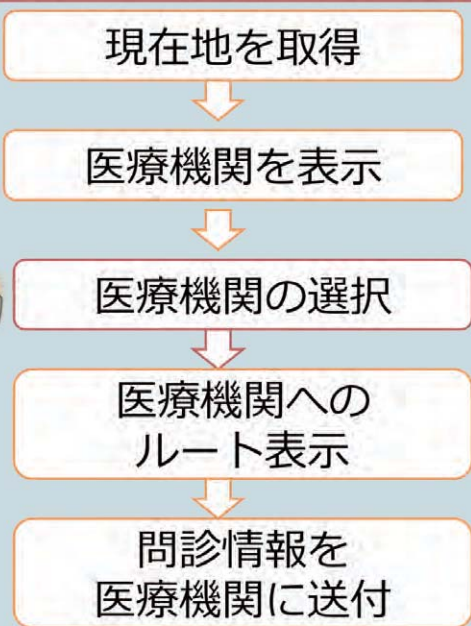 現在地を取得
医療機関を表示
医療機関の選択
医療機関への
ルート表示
問診情報を
医療機関に送付